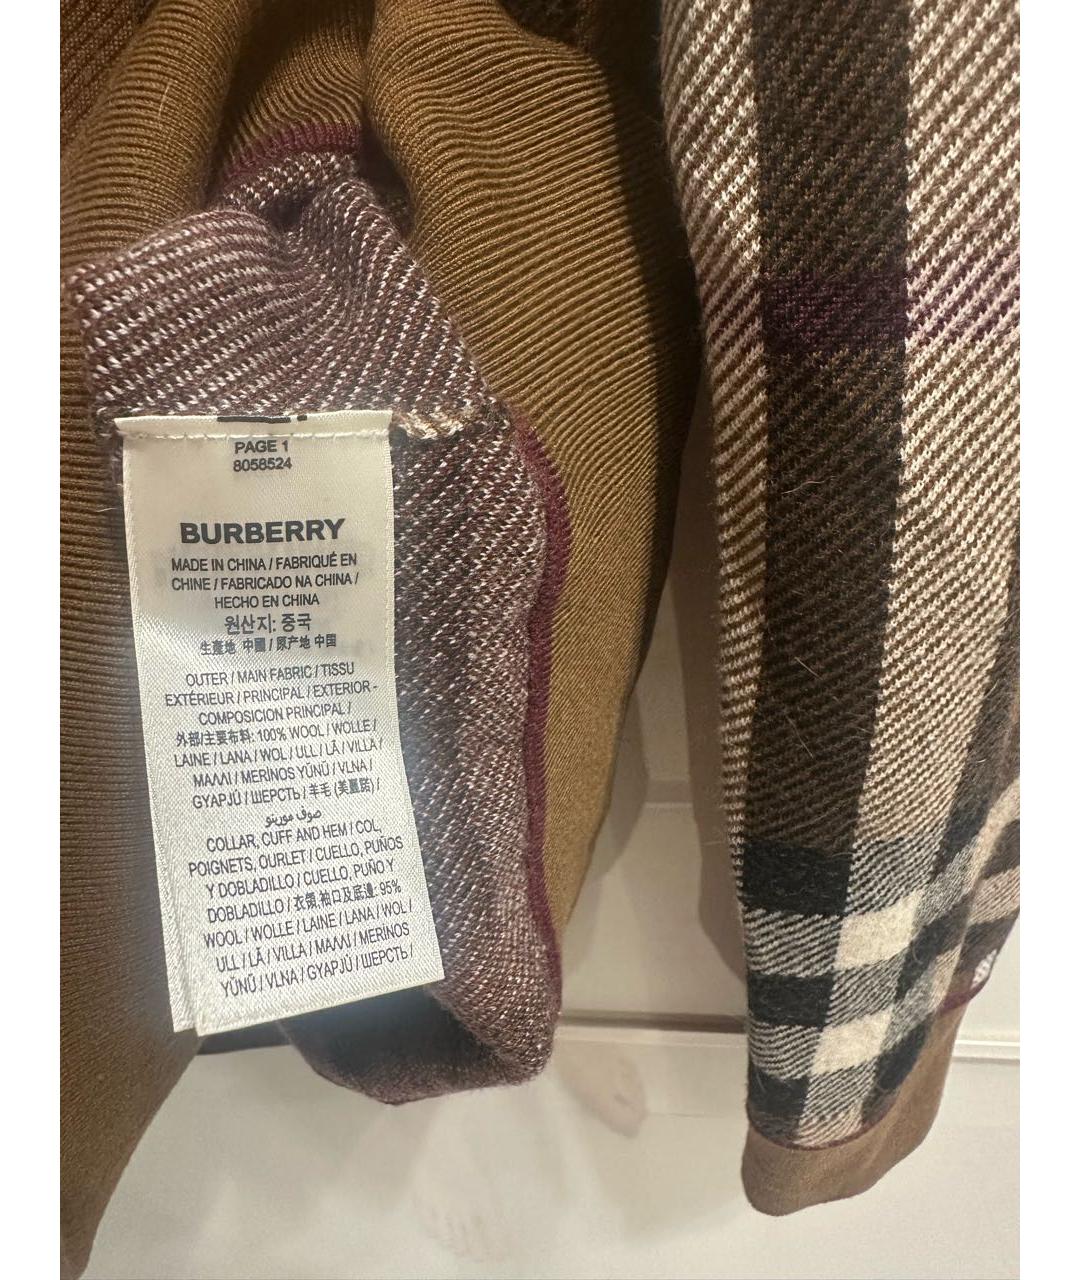 PAGE 1
8058524
BURBERRY
MADE IN CHINA / FABRIQUÉ EN
CHINE / FABRICADO NA CHINA /
HECHO EN CHINA
원산지: 중국
生產地 中國 / 原产地 中国
OUTER / MAIN FABRIC / TISSU
EXTÉRIEUR / PRINCIPAL / EXTERIOR -
COMPOSICION PRINCIPAL /
外部/主要布料: 100% WOOL / WOLLE /
LAINE / LANA / WOL / ULL / LÃ / VILLA /
ΜΑΛΛΙ / MERİNOS YÜNÜ / VLNA /
GYAPJÚ / ШЕРСТЬ / 羊毛 (美麗諾) /
صوف مورينو
COLLAR, CUFF AND HEM / COL,
POIGNETS, OURLET / CUELLO, PUÑOS
Y DOBLADILLO / CUELLO, PUÑO Y
DOBLADILLO / 衣領,袖口及底邊: 95%
WOOL / WOLLE / LAINE / LANA / WOL /
ULL / LÃ / VILLA / ΜΑΛΛΙ / MERINOS
YÜNÜ / VLNA / GYAPJÚ / ШЕРСТЬ /